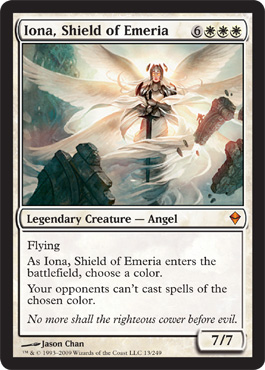 Iona, Shield of Emeria 6
Legendary Creature — Angel
Flying
As Iona, Shield of Emeria enters the
battlefield, choose a color.
Your opponents can't cast spells of the
chosen color.
No more shall the righteous cower before evil.
7/7
Jason Chan
™ & © 1993–2009 Wizards of the Coast LLC 13/249